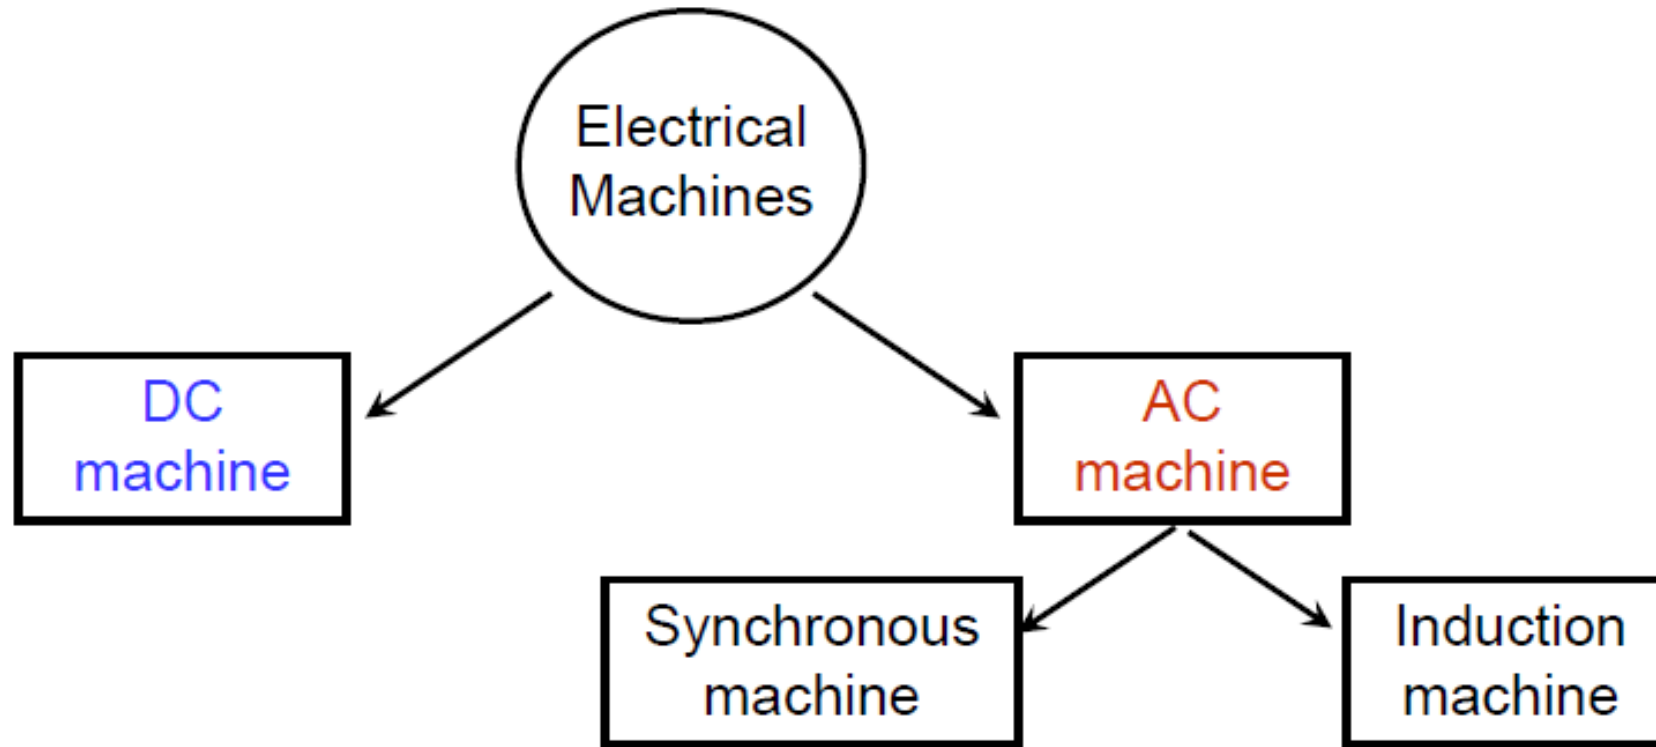 Electrical
Machines
DC
machine
AC
machine
Synchronous
machine
Induction
machine